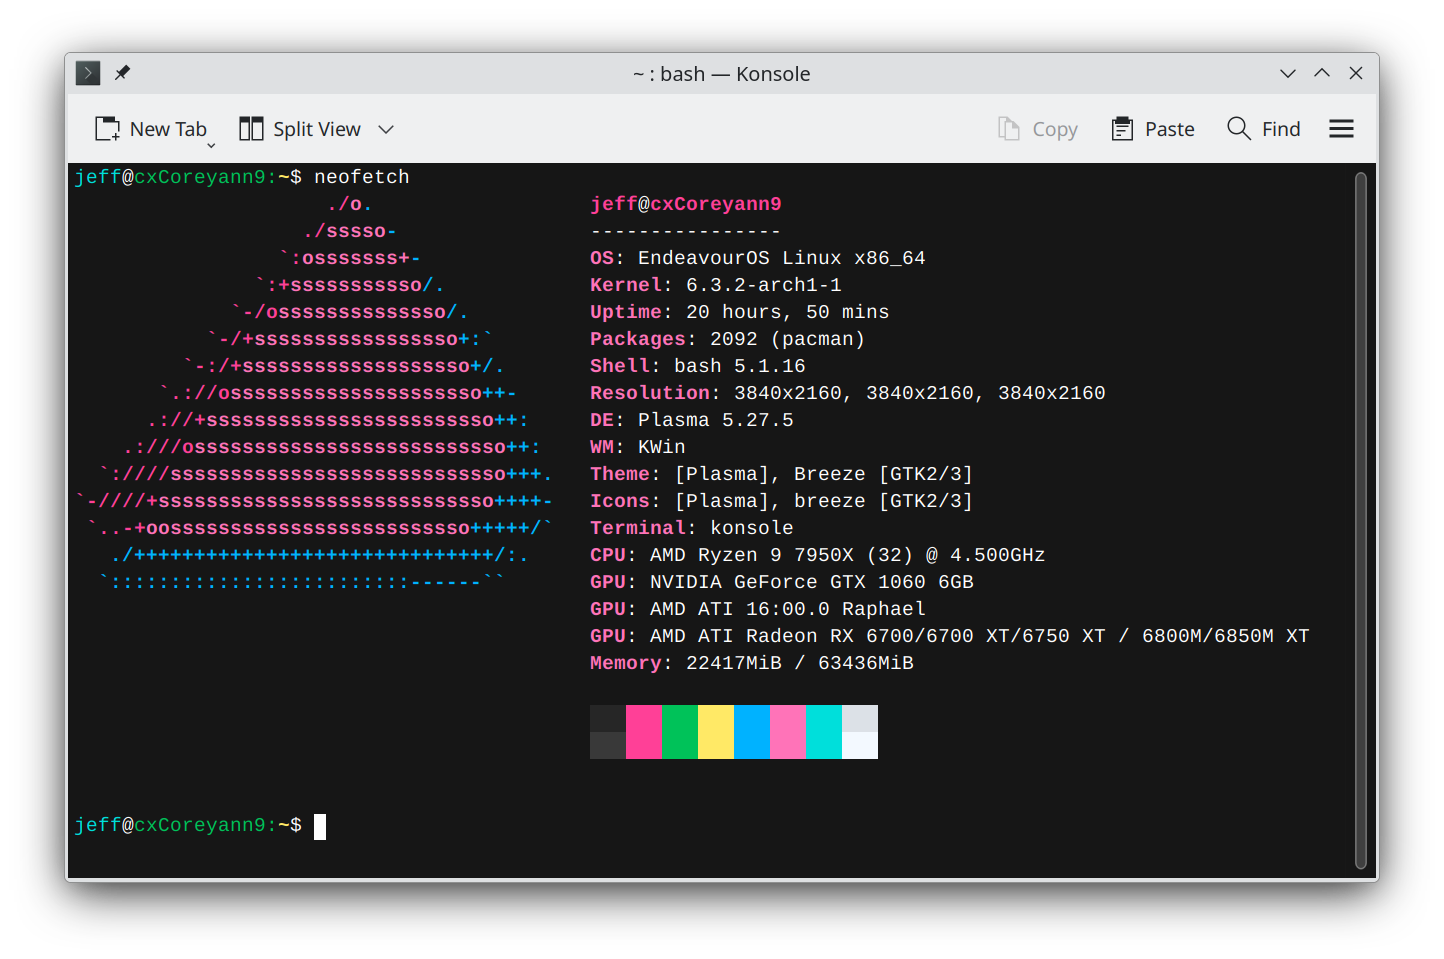 ~ : bash — Konsole
New Tab Split View Copy Paste Find
jeff@cxCoreyann9:~$ neofetch
./o. jeff@cxCoreyann9
./sssso- ----------------
`:osssssss+- OS: EndeavourOS Linux x86_64
`:+sssssssssso/. Kernel: 6.3.2-arch1-1
`-/ossssssssssssso/. Uptime: 20 hours, 50 mins
`-/+sssssssssssssssso+:` Packages: 2092 (pacman)
`-:/+sssssssssssssssssso+/. Shell: bash 5.1.16
`.://osssssssssssssssssssso++- Resolution: 3840x2160, 3840x2160, 3840x2160
.://+ssssssssssssssssssssssso++: DE: Plasma 5.27.5
.:///ossssssssssssssssssssssssso++: WM: KWin
`:////ssssssssssssssssssssssssssso+++. Theme: [Plasma], Breeze [GTK2/3]
`-////+ssssssssssssssssssssssssssso++++- Icons: [Plasma], breeze [GTK2/3]
`..-+oosssssssssssssssssssssssso+++++/` Terminal: konsole
./++++++++++++++++++++++++++++++/:. CPU: AMD Ryzen 9 7950X (32) @ 4.500GHz
`:::::::::::::::::::::::::------`` GPU: NVIDIA GeForce GTX 1060 6GB
GPU: AMD ATI 16:00.0 Raphael
GPU: AMD ATI Radeon RX 6700/6700 XT/6750 XT / 6800M/6850M XT
Memory: 22417MiB / 63436MiB
jeff@cxCoreyann9:~$